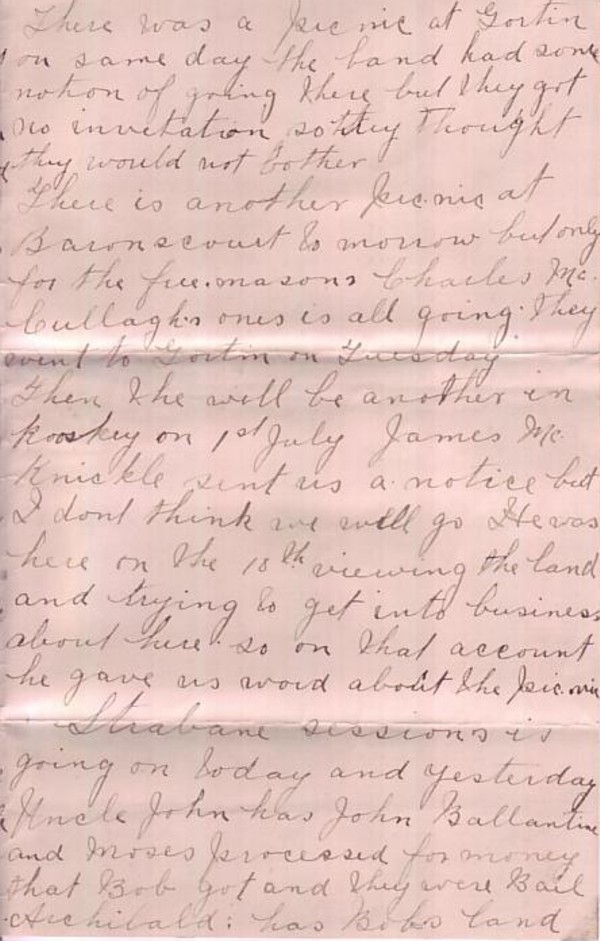 There was a picnic at Gortin
on same day the band had some
notion of going there but they got
no invitation so they thought
they would not bother
There is another picnic at
Baronscourt to morrow but only
for the free.masons Charles Mc.
Cullagh's ones is all going. They
went to Gortin on Tuesday
Then the will be another in
Kooskey on 1st July James Mc.
Knickle sent us a notice but
I dont think we will go He was
here on the 18th viewing the land
and trying to get into business
about here. so on that account
he gave us word about the picnic
Strabane sessions is
going on today and yesterday
Uncle John has John Ballantine
and Moses processed for money
that Bob got and they were Bail
Archibald: has Bobs land